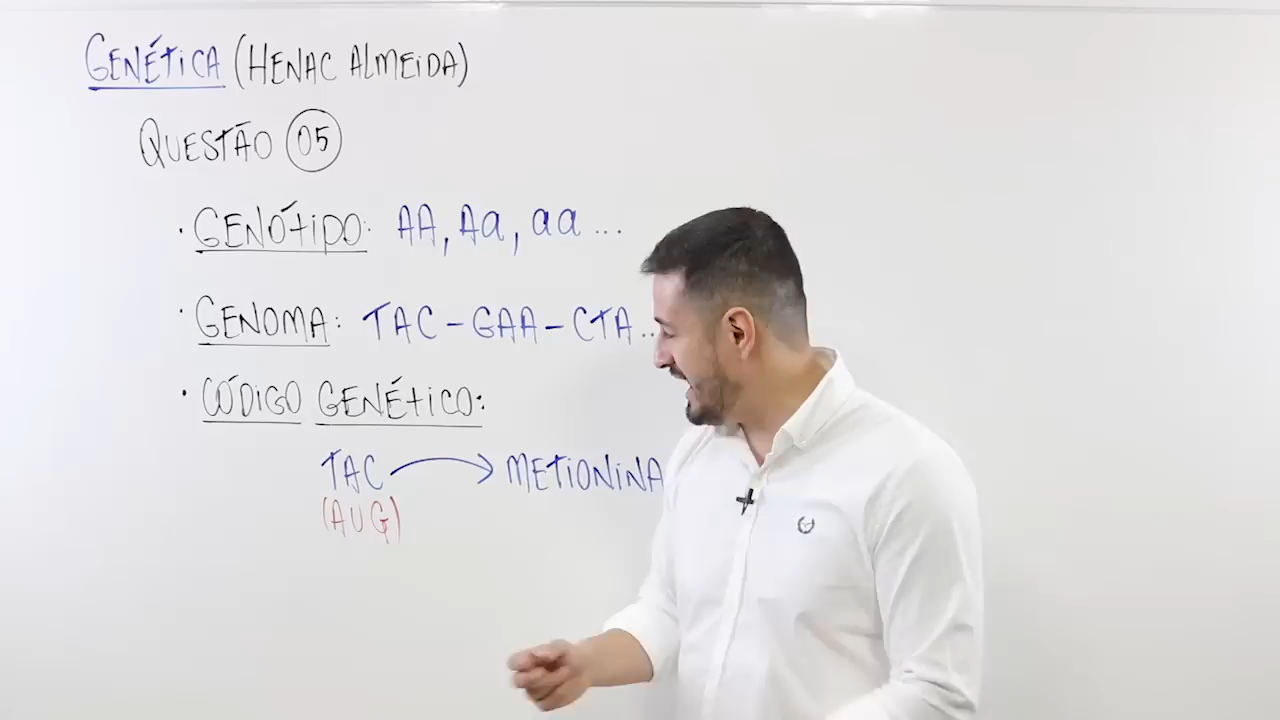 GENÉTICA (HENAC ALMEIDA)
QUESTÃO 05
· GENÓTIPO: AA, Aa, aa ...
· GENOMA: TAC - GAA - CTA ...
· CÓDIGO GENÉTICO:
TAC → METIONINA
(AUG)